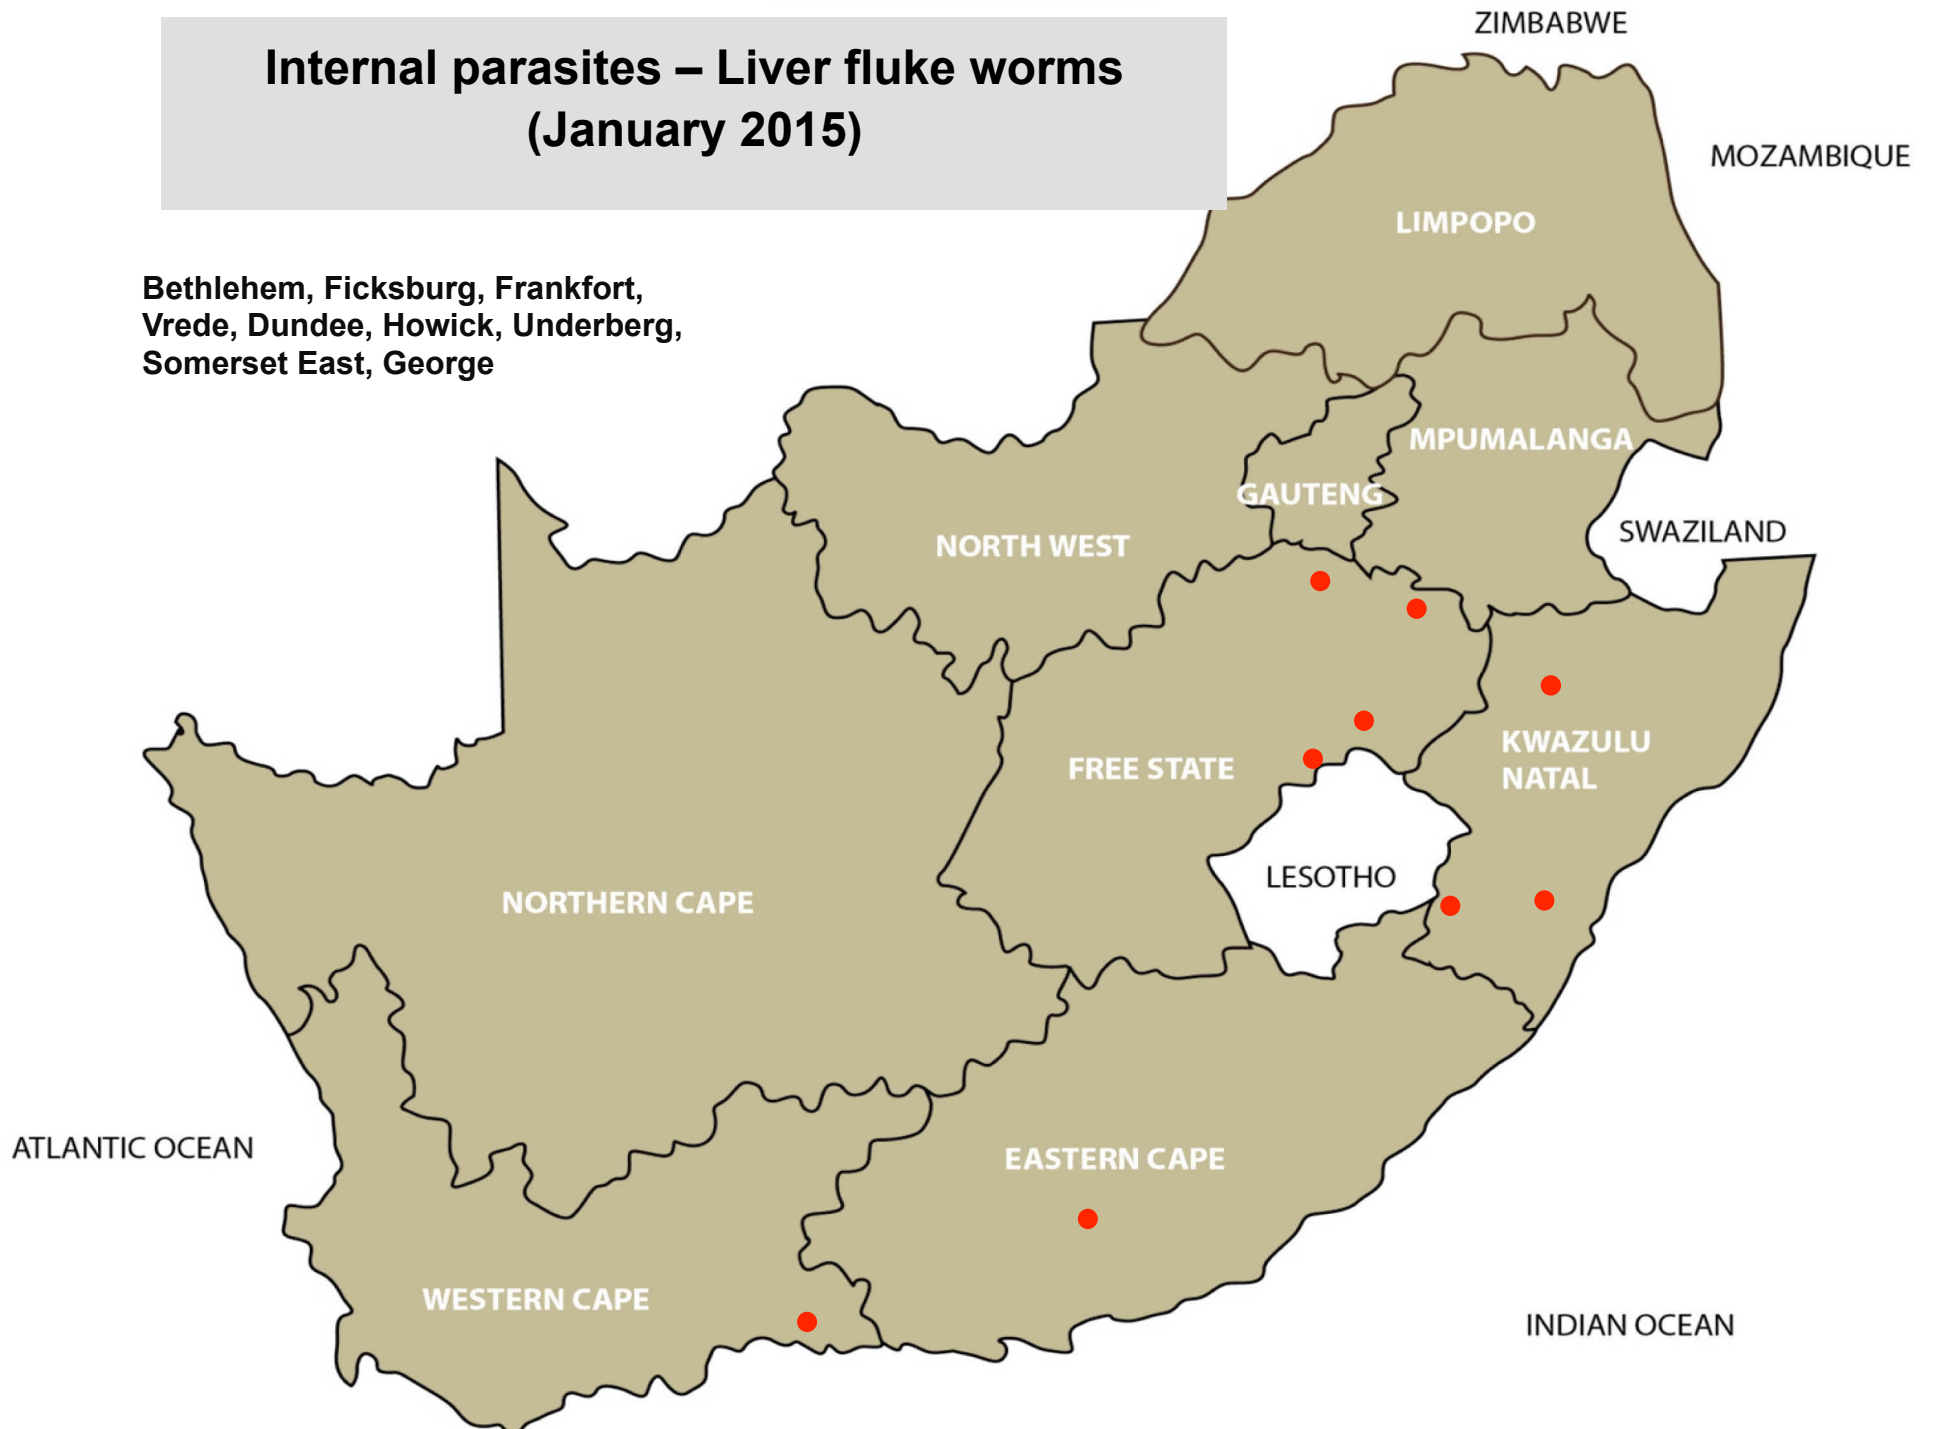 Internal parasites – Liver fluke worms
(January 2015)
Bethlehem, Ficksburg, Frankfort,
Vrede, Dundee, Howick, Underberg,
Somerset East, George
ZIMBABWE
MOZAMBIQUE
LIMPOPO
MPUMALANGA
GAUTENG
SWAZILAND
NORTH WEST
KWAZULU
NATAL
FREE STATE
LESOTHO
NORTHERN CAPE
ATLANTIC OCEAN
EASTERN CAPE
WESTERN CAPE
INDIAN OCEAN